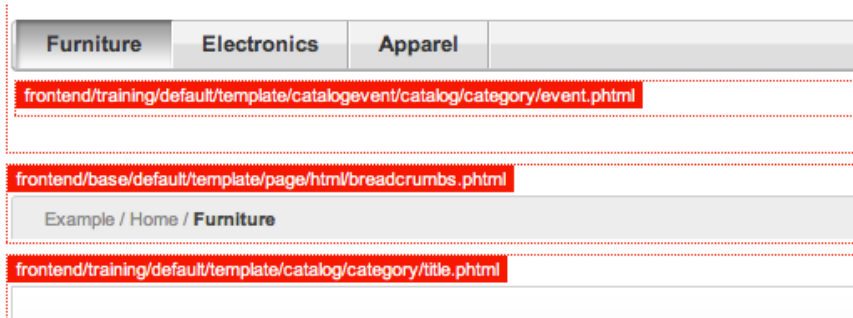 Furniture Electronics Apparel
frontend/training/default/template/catalogevent/catalog/category/event.phtml
frontend/base/default/template/page/html/breadcrumbs.phtml
Example / Home / Furniture
frontend/training/default/template/catalog/category/title.phtml